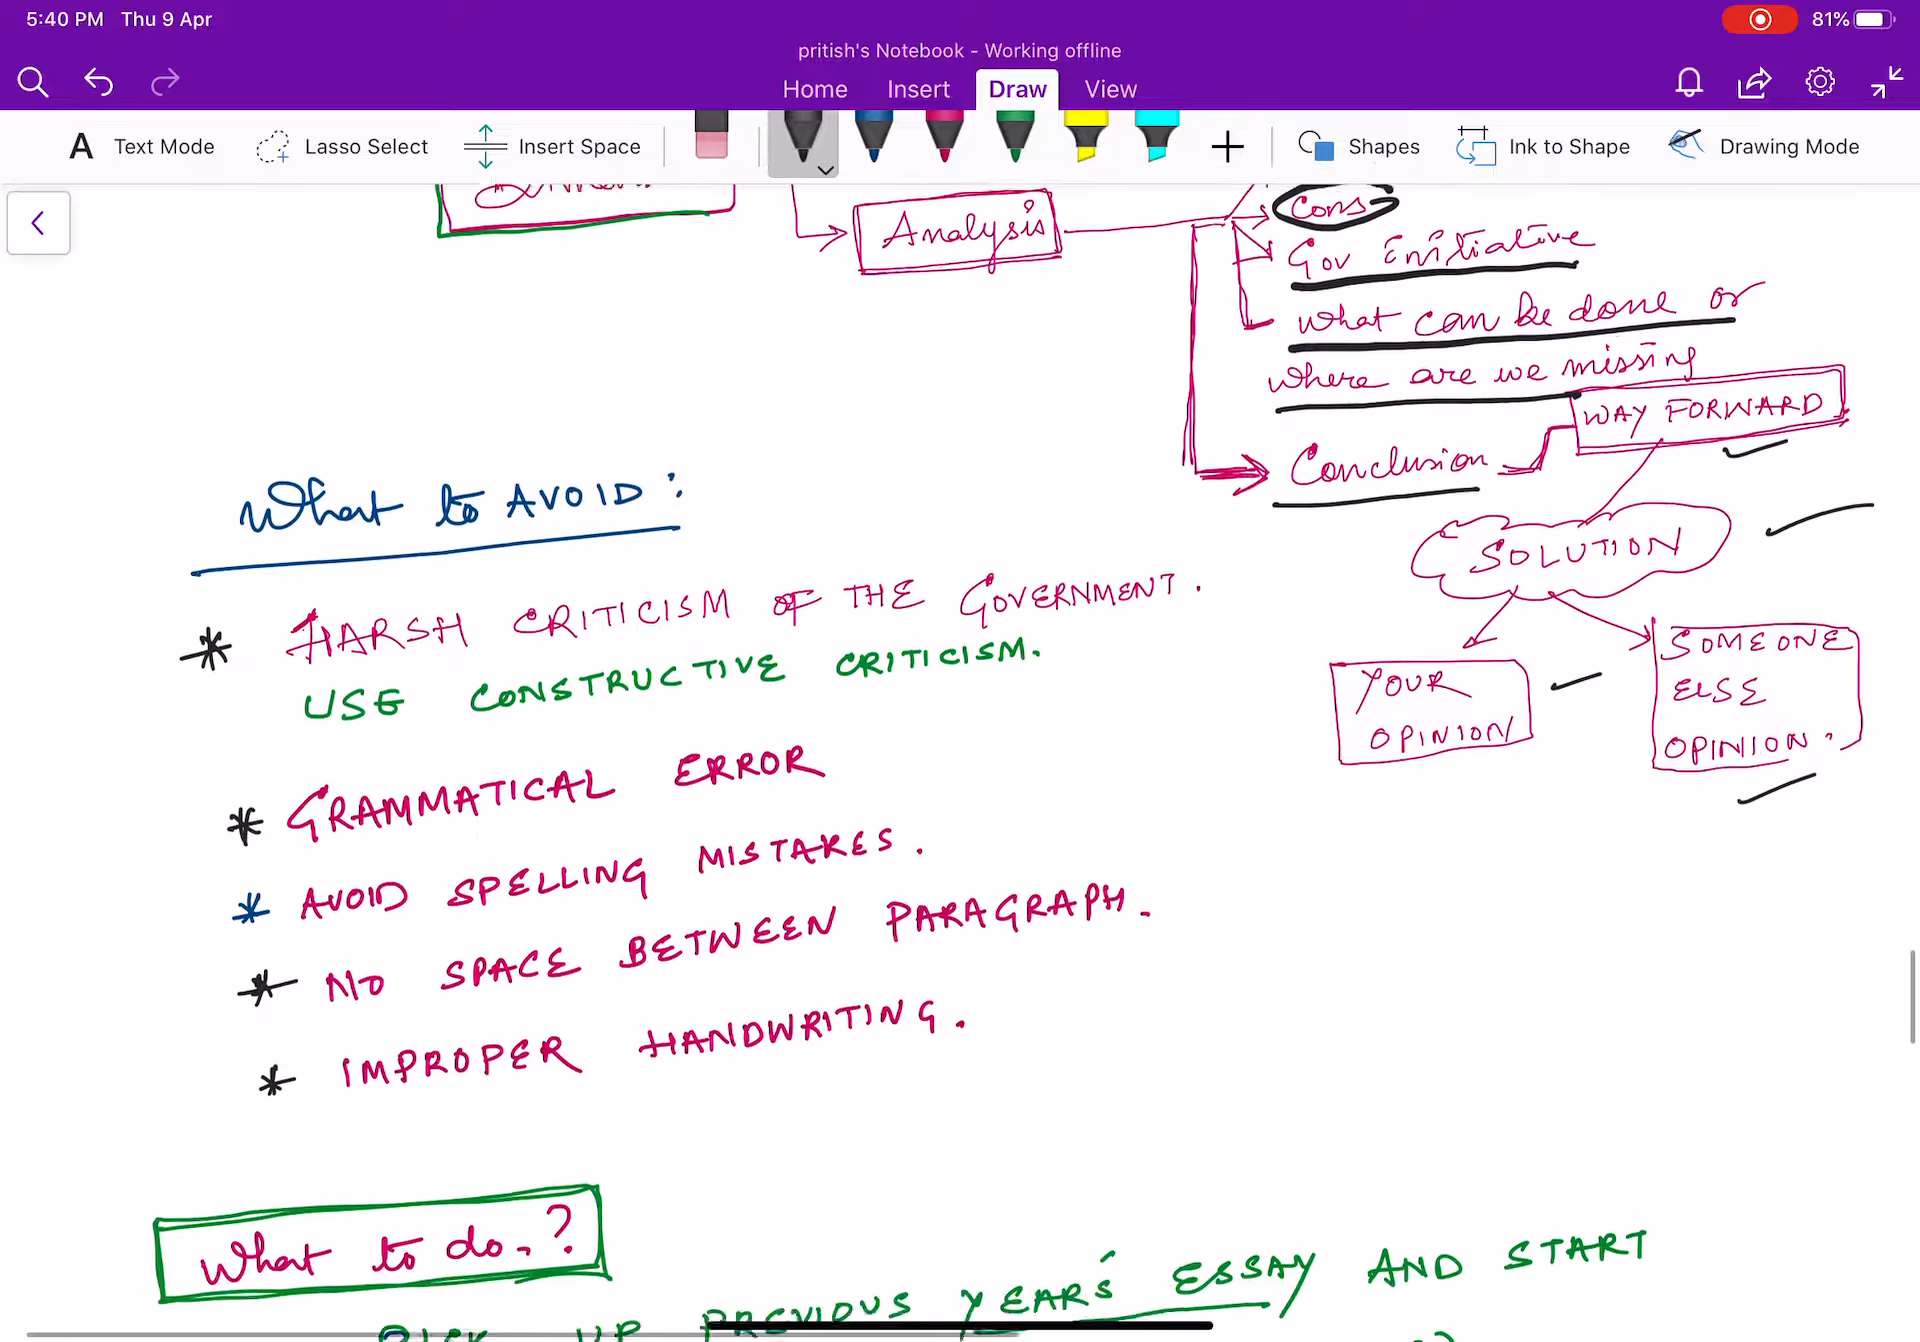 5:40 PM Thu 9 Apr
81%
pritish's Notebook - Working offline
Home Insert Draw View
A Text Mode Lasso Select Insert Space Shapes Ink to Shape Drawing Mode
Analysis
Cons
Gov Initiative
what can be done or
where are we missing
WAY FORWARD
Conclusion
SOLUTION
YOUR
OPINION
SOMEONE
ELSE
OPINION.
What to AVOID:
* HARSH CRITICISM OF THE GOVERNMENT.
USE CONSTRUCTIVE CRITICISM.
* GRAMMATICAL ERROR
* AVOID SPELLING MISTAKES.
* NO SPACE BETWEEN PARAGRAPH.
* IMPROPER HANDWRITING.
What to do.?
PICK UP PREVIOUS YEAR'S ESSAY AND START